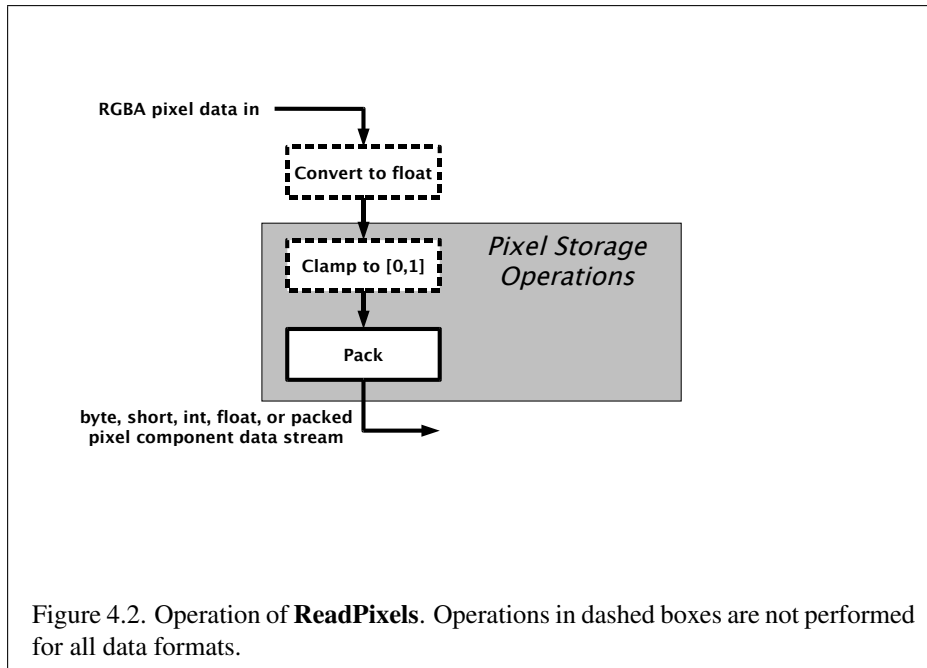 RGBA pixel data in
Convert to float
Pixel Storage
Operations
Clamp to [0,1]
Pack
byte, short, int, float, or packed
pixel component data stream
Figure 4.2. Operation of ReadPixels. Operations in dashed boxes are not performed
for all data formats.